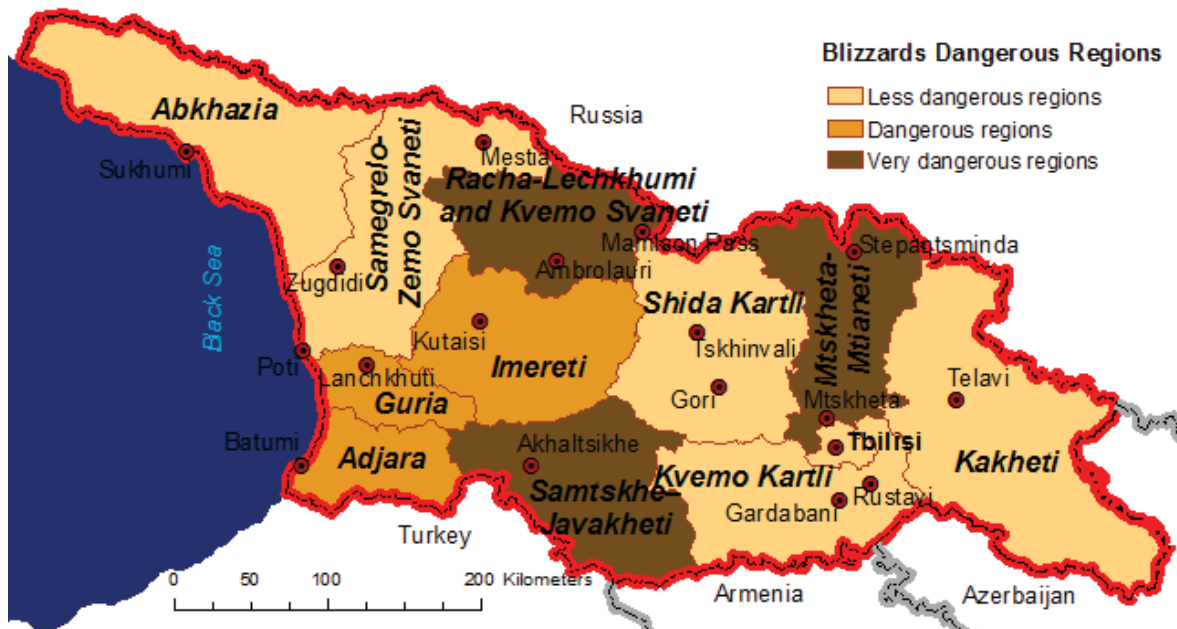 Blizzards Dangerous Regions
Less dangerous regions
Dangerous regions
Very dangerous regions
Abkhazia
Russia
Sukhumi
Mestia
Samegrelo-
Zemo Svaneti
Racha-Lechkhumi
and Kvemo Svaneti
Mamison Pass
Stepantsminda
Ambrolauri
Zugdidi
Black Sea
Shida Kartli
Mtskheta-
Mtianeti
Kutaisi
Tskhinvali
Imereti
Poti
Lanchkhuti
Guria
Gori
Mtskheta
Telavi
Batumi
Adjara
Akhaltsikhe
Tbilisi
Kakheti
Kvemo Kartli
Samtskhe–
Javakheti
Rustavi
Gardabani
Turkey
0 50 100 200 Kilometers
Armenia
Azerbaijan